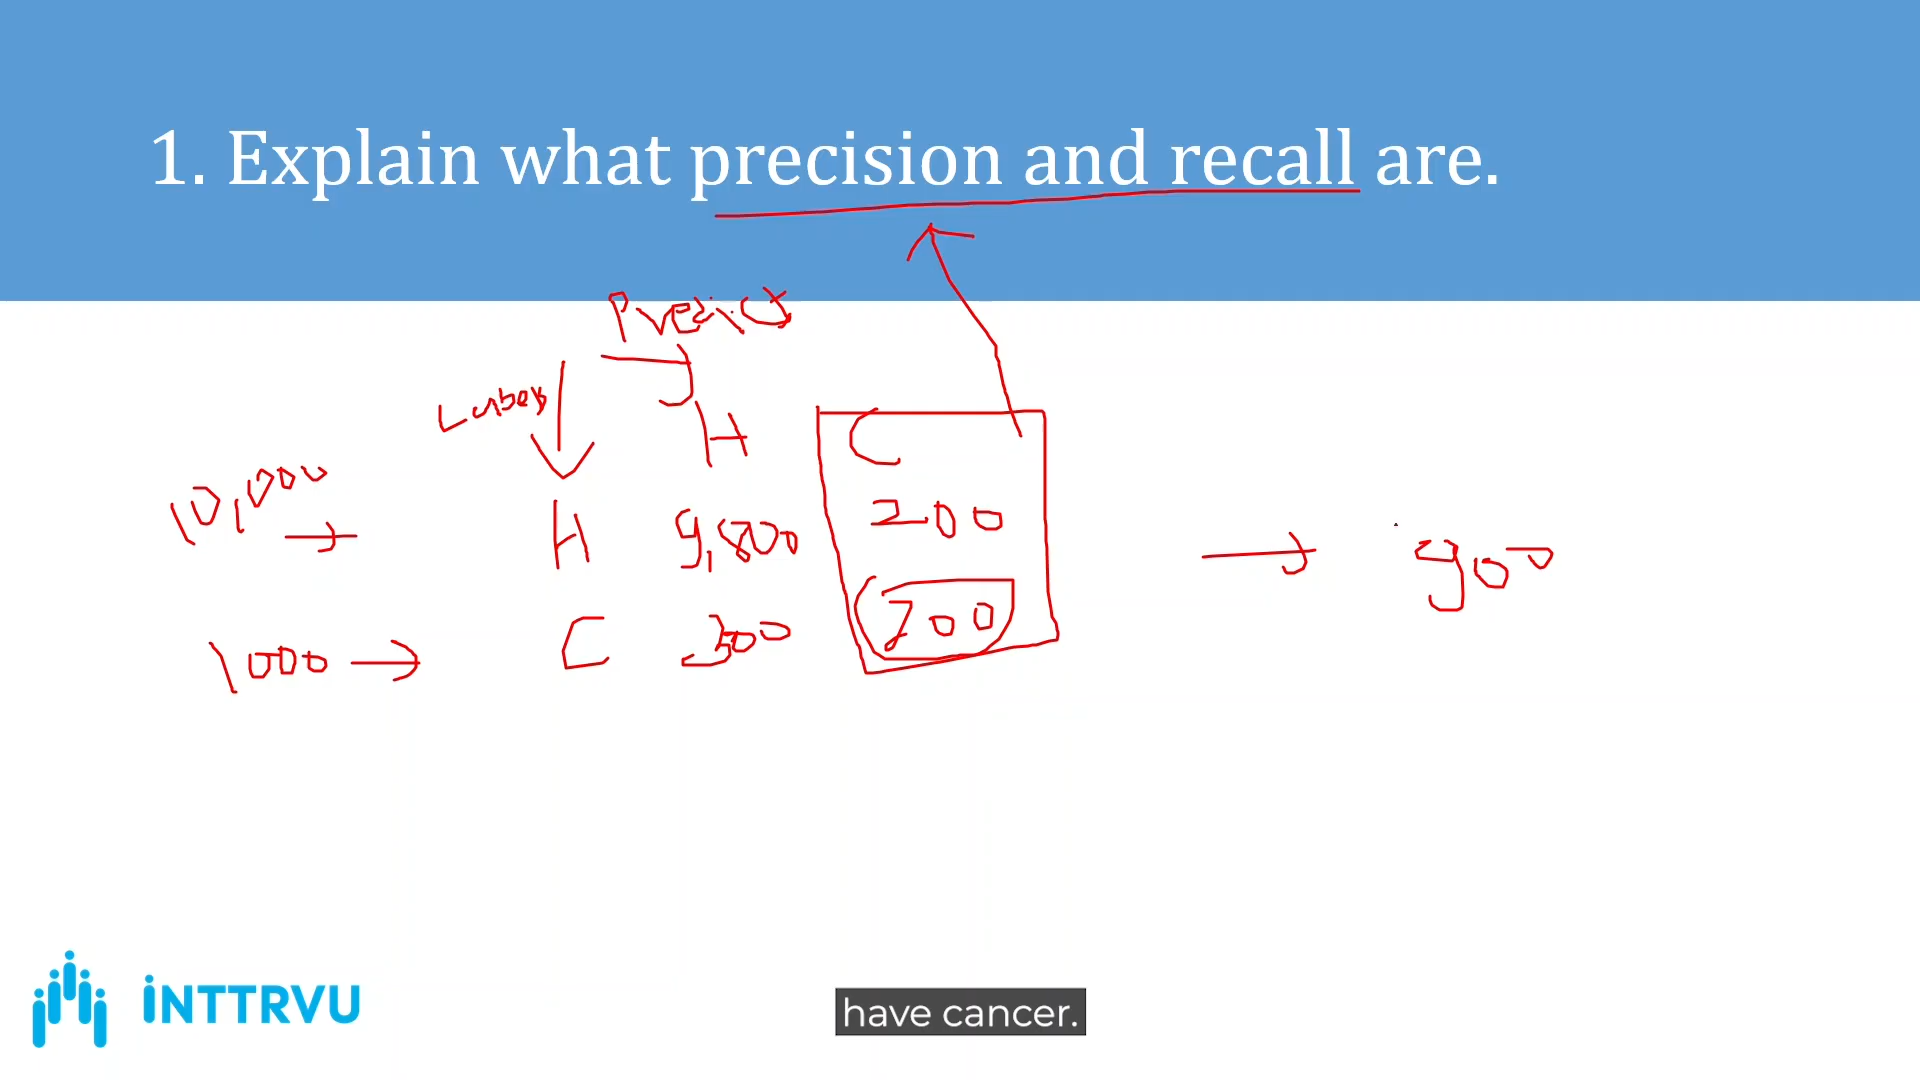 1. Explain what precision and recall are.
Predict
Labels
H C
10,000 → H 9,800 200 → 900
1000 → C 300 700
iNTTRVU
have cancer.